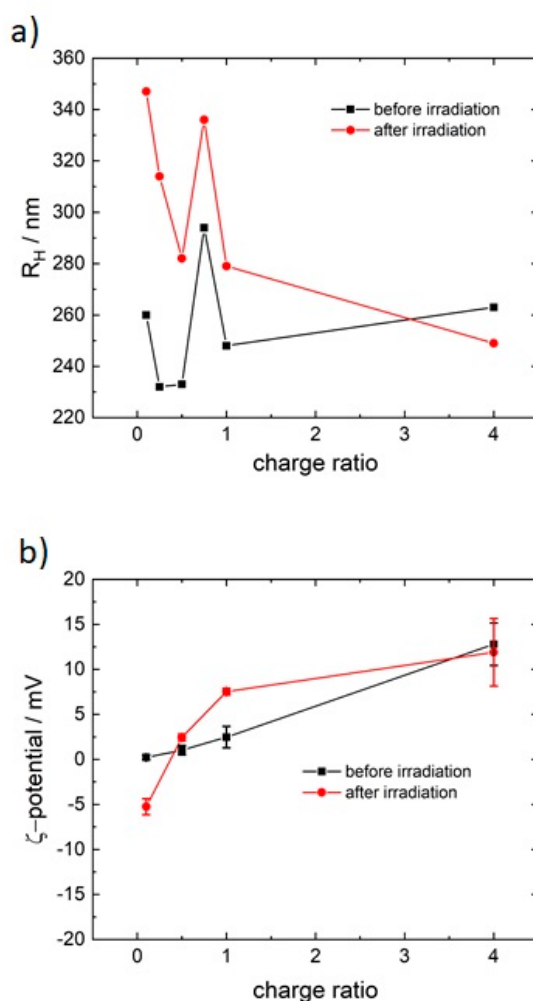 a)
360
340
320
300
280
260
240
220
R_H / nm
before irradiation
after irradiation
0 1 2 3 4
charge ratio
b)
20
15
10
5
0
-5
-10
-15
-20
ζ–potential / mV
before irradiation
after irradiation
0 1 2 3 4
charge ratio